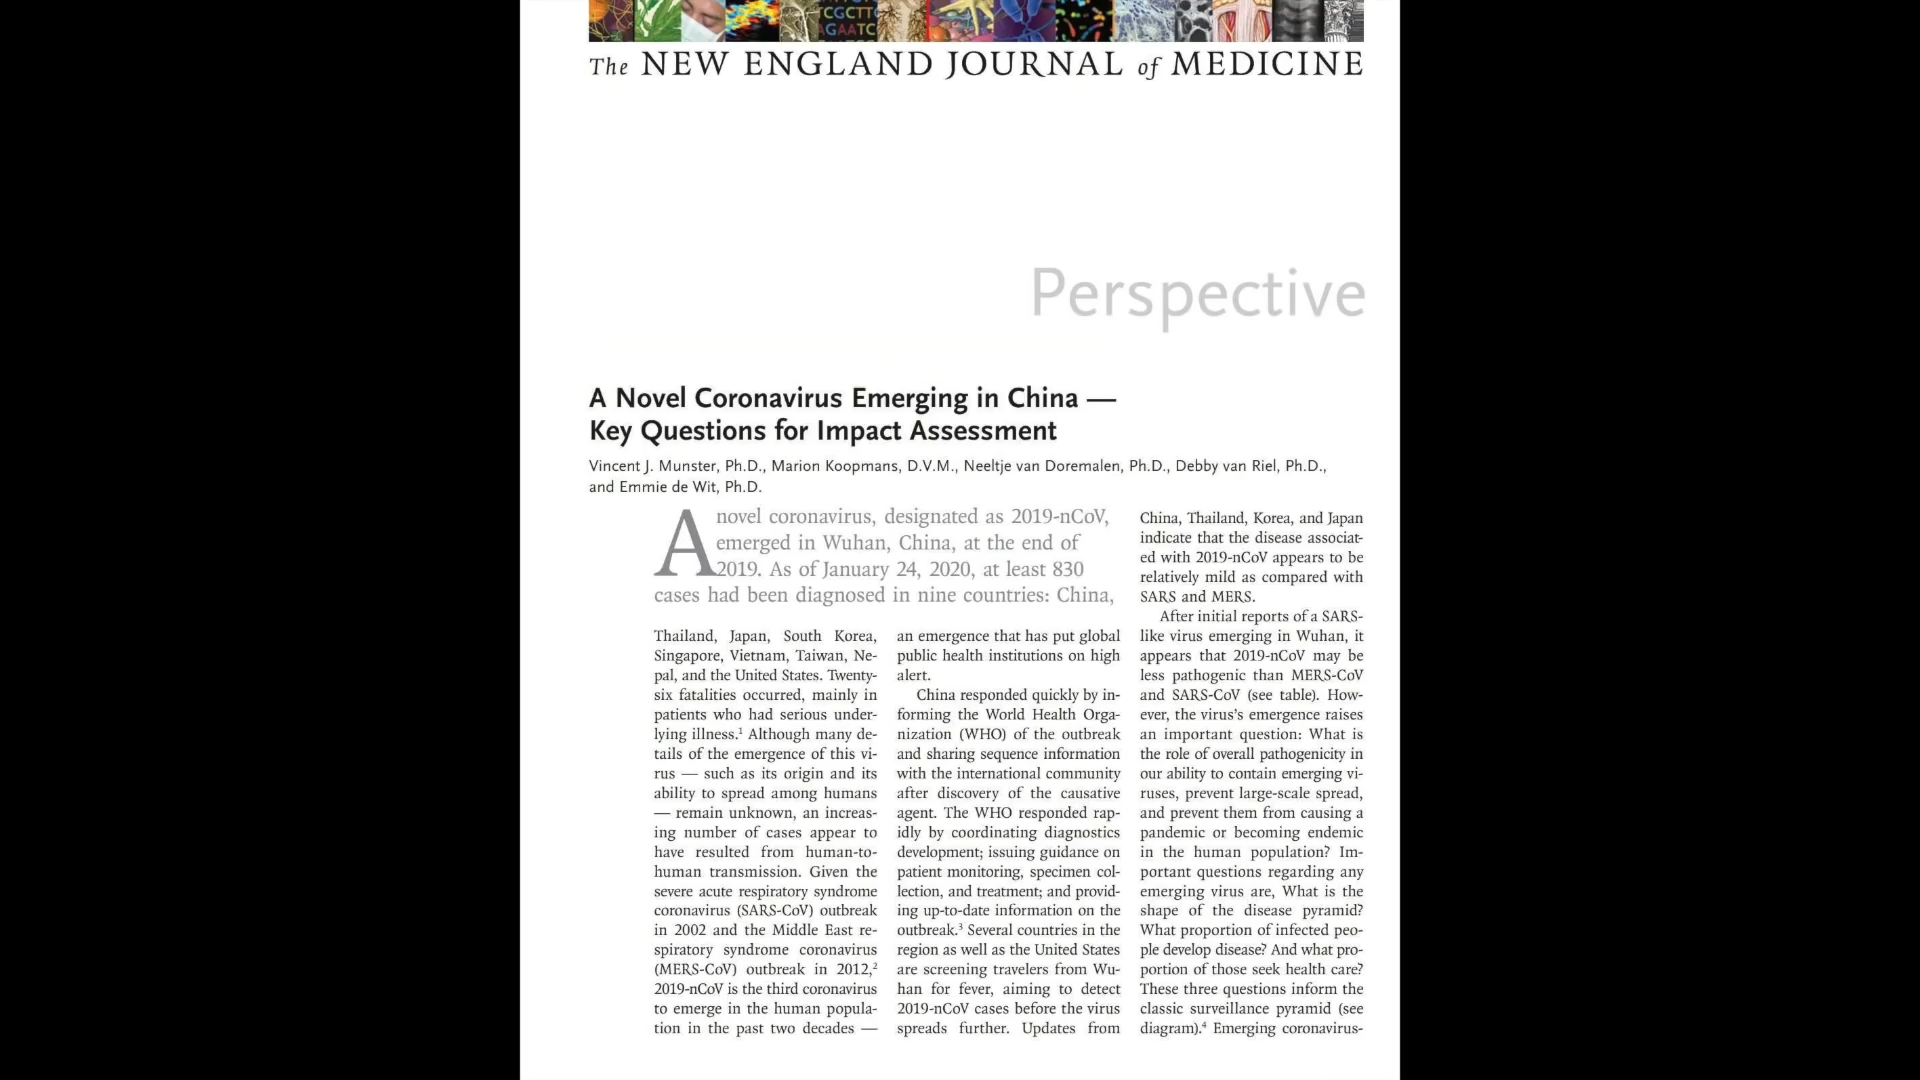 TCGCTTC
AGAATC
The NEW ENGLAND JOURNAL of MEDICINE
Perspective
A Novel Coronavirus Emerging in China —
Key Questions for Impact Assessment
Vincent J. Munster, Ph.D., Marion Koopmans, D.V.M., Neeltje van Doremalen, Ph.D., Debby van Riel, Ph.D.,
and Emmie de Wit, Ph.D.
A novel coronavirus, designated as 2019-nCoV,
emerged in Wuhan, China, at the end of
2019. As of January 24, 2020, at least 830
cases had been diagnosed in nine countries: China,
Thailand, Japan, South Korea,
Singapore, Vietnam, Taiwan, Ne-
pal, and the United States. Twenty-
six fatalities occurred, mainly in
patients who had serious under-
lying illness.1 Although many de-
tails of the emergence of this vi-
rus — such as its origin and its
ability to spread among humans
— remain unknown, an increas-
ing number of cases appear to
have resulted from human-to-
human transmission. Given the
severe acute respiratory syndrome
coronavirus (SARS-CoV) outbreak
in 2002 and the Middle East re-
spiratory syndrome coronavirus
(MERS-CoV) outbreak in 2012,2
2019-nCoV is the third coronavirus
to emerge in the human popula-
tion in the past two decades —
an emergence that has put global
public health institutions on high
alert.
China responded quickly by in-
forming the World Health Orga-
nization (WHO) of the outbreak
and sharing sequence information
with the international community
after discovery of the causative
agent. The WHO responded rap-
idly by coordinating diagnostics
development; issuing guidance on
patient monitoring, specimen col-
lection, and treatment; and provid-
ing up-to-date information on the
outbreak.3 Several countries in the
region as well as the United States
are screening travelers from Wu-
han for fever, aiming to detect
2019-nCoV cases before the virus
spreads further. Updates from
China, Thailand, Korea, and Japan
indicate that the disease associat-
ed with 2019-nCoV appears to be
relatively mild as compared with
SARS and MERS.
After initial reports of a SARS-
like virus emerging in Wuhan, it
appears that 2019-nCoV may be
less pathogenic than MERS-CoV
and SARS-CoV (see table). How-
ever, the virus's emergence raises
an important question: What is
the role of overall pathogenicity in
our ability to contain emerging vi-
ruses, prevent large-scale spread,
and prevent them from causing a
pandemic or becoming endemic
in the human population? Im-
portant questions regarding any
emerging virus are, What is the
shape of the disease pyramid?
What proportion of infected peo-
ple develop disease? And what pro-
portion of those seek health care?
These three questions inform the
classic surveillance pyramid (see
diagram).4 Emerging coronavirus-